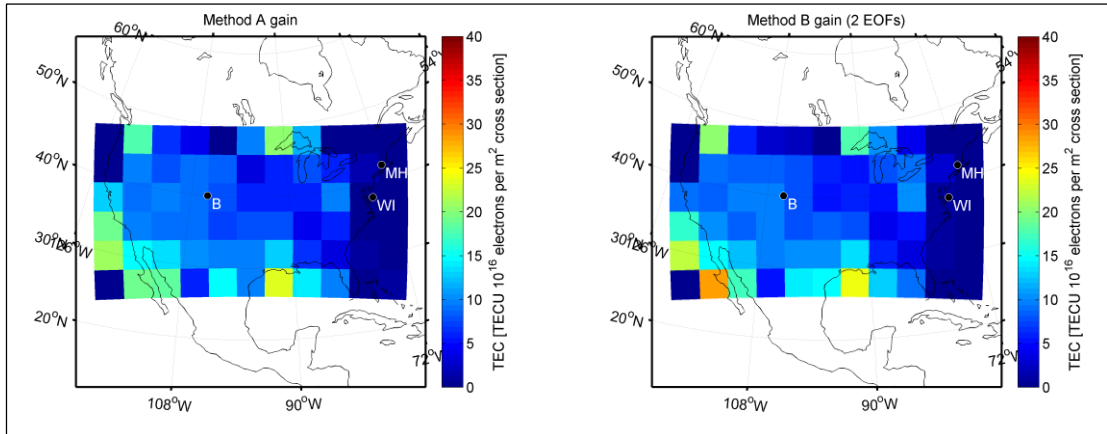 Method A gain
60°N
50°N
40°N
30°N
126°W
20°N
108°W
90°W
72°W
54°W
B
MH
WI
40
35
30
25
20
15
10
5
0
TEC [TECU 10^16 electrons per m^2 cross section]
Method B gain (2 EOFs)
60°N
50°N
40°N
30°N
126°W
20°N
108°W
90°W
72°W
54°W
B
MH
WI
40
35
30
25
20
15
10
5
0
TEC [TECU 10^16 electrons per m^2 cross section]